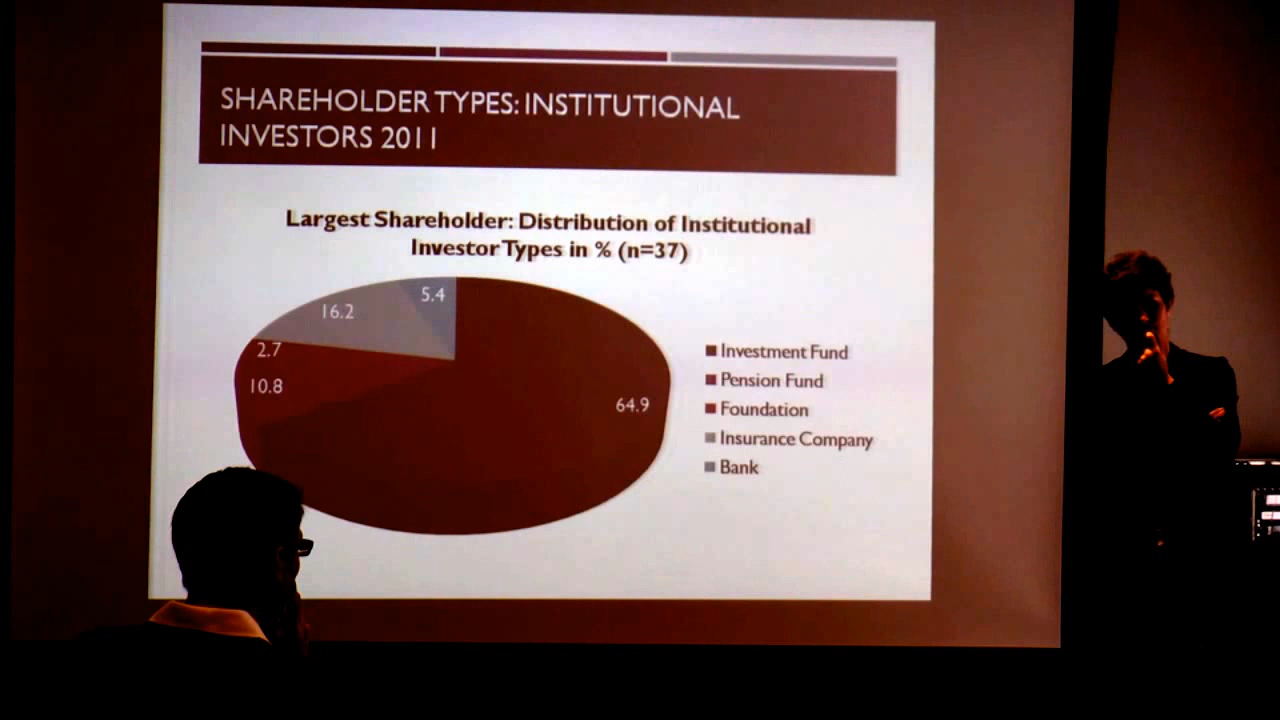 SHAREHOLDER TYPES: INSTITUTIONAL
INVESTORS 2011
Largest Shareholder: Distribution of Institutional
Investor Types in % (n=37)
5.4
16.2
2.7
10.8
64.9
Investment Fund
Pension Fund
Foundation
Insurance Company
Bank